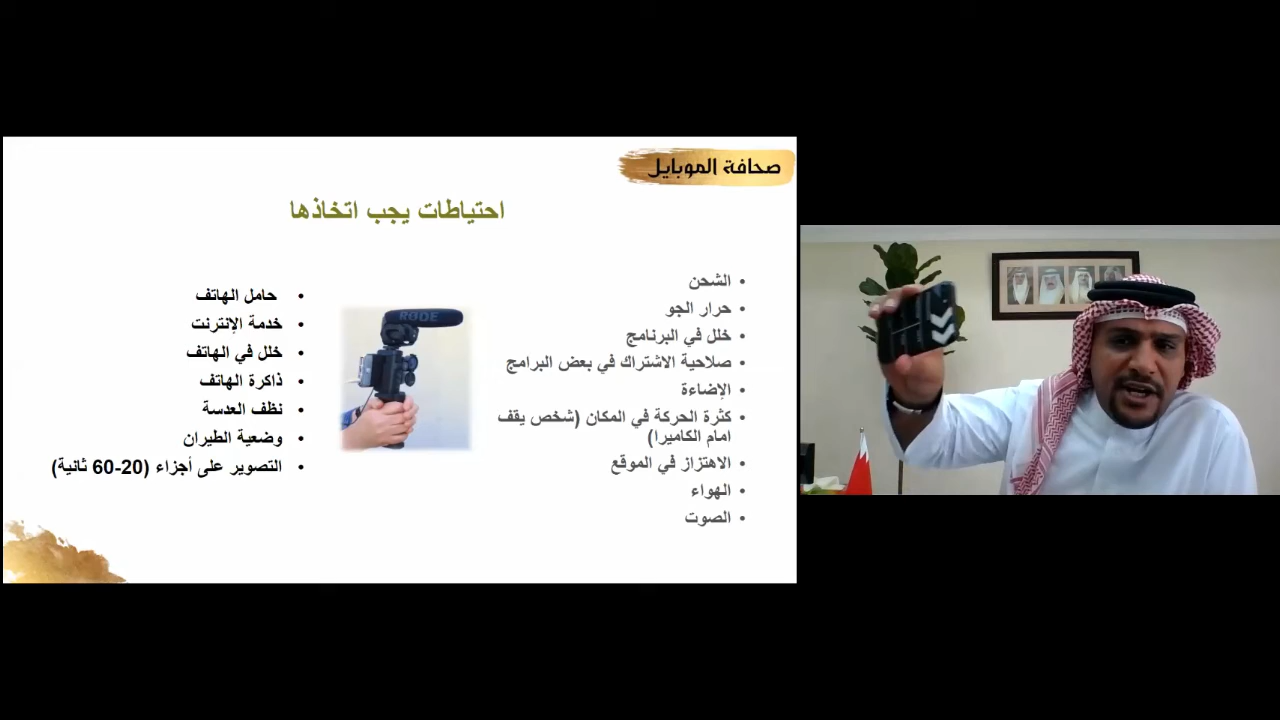 صحافة الموبايل
احتياطات يجب اتخاذها
• الشحن
• حرار الجو
• خلل في البرنامج
• صلاحية الاشتراك في بعض البرامج
• الإضاءة
• كثرة الحركة في المكان (شخص يقف
امام الكاميرا)
• الاهتزاز في الموقع
• الهواء
• الصوت
RODE
• حامل الهاتف
• خدمة الإنترنت
• خلل في الهاتف
• ذاكرة الهاتف
• نظف العدسة
• وضعية الطيران
• التصوير على أجزاء (20-60 ثانية)